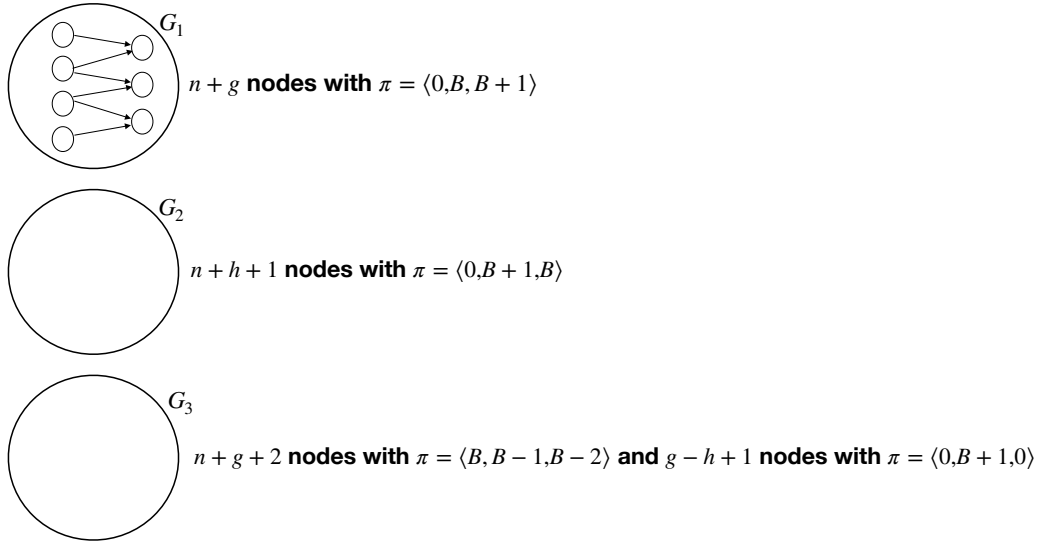 G₁
n + g nodes with π = ⟨0,B, B + 1⟩
G₂
n + h + 1 nodes with π = ⟨0,B + 1,B⟩
G₃
n + g + 2 nodes with π = ⟨B, B − 1,B − 2⟩ and g − h + 1 nodes with π = ⟨0,B + 1,0⟩